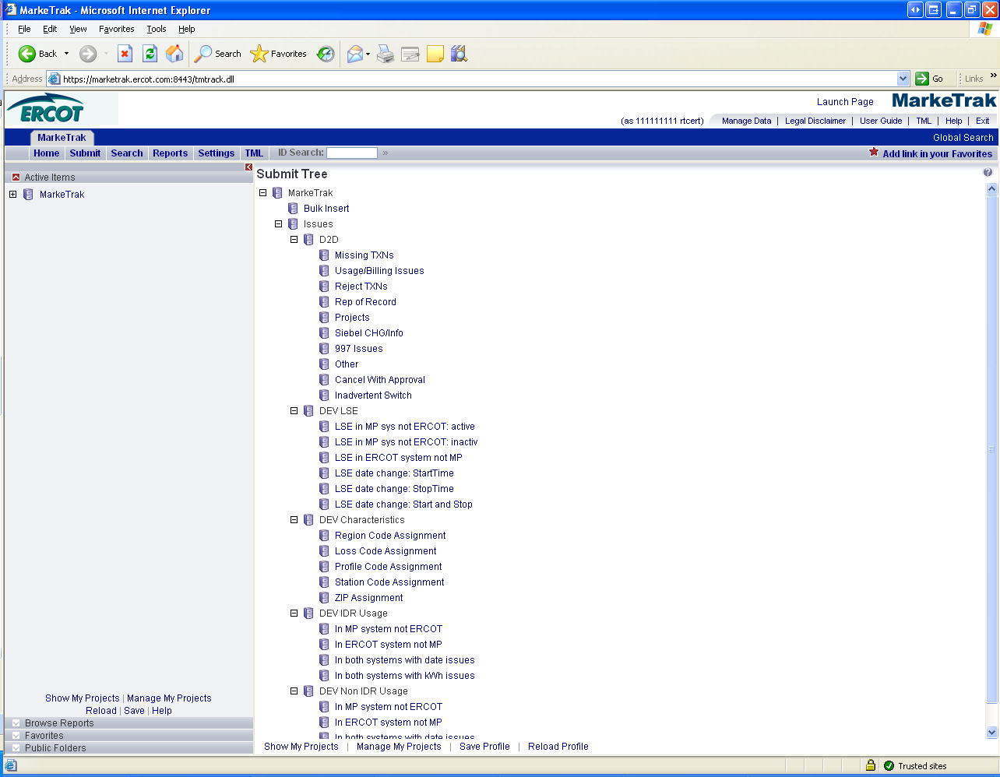 MarkeTrak - Microsoft Internet Explorer
File Edit View Favorites Tools Help
Back Search Favorites
Address https://marketrak.ercot.com:8443/tmtrack.dll Go Links »
ERCOT
Launch Page MarkeTrak
(as 111111111 rtcert) Manage Data | Legal Disclaimer | User Guide | TML | Help | Exit
MarkeTrak
Global Search
Home Submit Search Reports Settings TML ID Search: »
Add link in your Favorites
Active Items
MarkeTrak
Show My Projects | Manage My Projects
Reload | Save | Help
Browse Reports
Favorites
Public Folders
Submit Tree
MarkeTrak
Bulk Insert
Issues
D2D
Missing TXNs
Usage/Billing Issues
Reject TXNs
Rep of Record
Projects
Siebel CHG/Info
997 Issues
Other
Cancel With Approval
Inadvertent Switch
DEV LSE
LSE in MP sys not ERCOT: active
LSE in MP sys not ERCOT: inactiv
LSE in ERCOT system not MP
LSE date change: StartTime
LSE date change: StopTime
LSE date change: Start and Stop
DEV Characteristics
Region Code Assignment
Loss Code Assignment
Profile Code Assignment
Station Code Assignment
ZIP Assignment
DEV IDR Usage
In MP system not ERCOT
In ERCOT system not MP
In both systems with date issues
In both systems with kWh issues
DEV Non IDR Usage
In MP system not ERCOT
In ERCOT system not MP
In both systems with date issues
Show My Projects | Manage My Projects | Save Profile | Reload Profile
Trusted sites